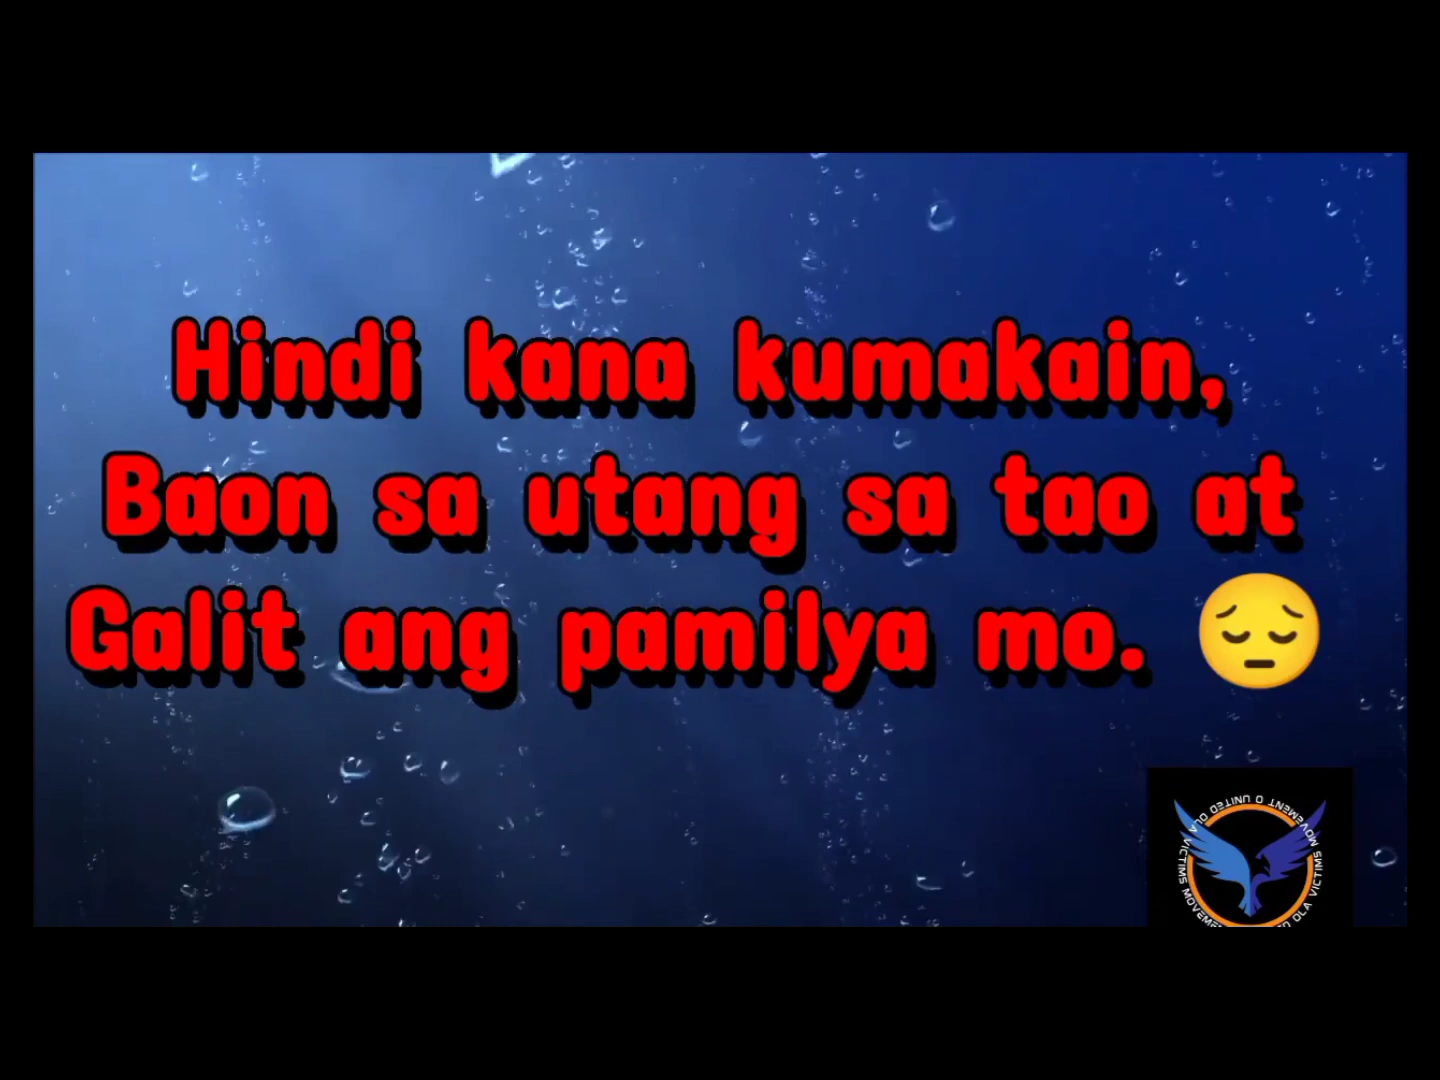 Hindi kana kumakain,
Baon sa utang sa tao at
Galit ang pamilya mo. 😔
UNITED OLA VICTIMS MOVEMENT